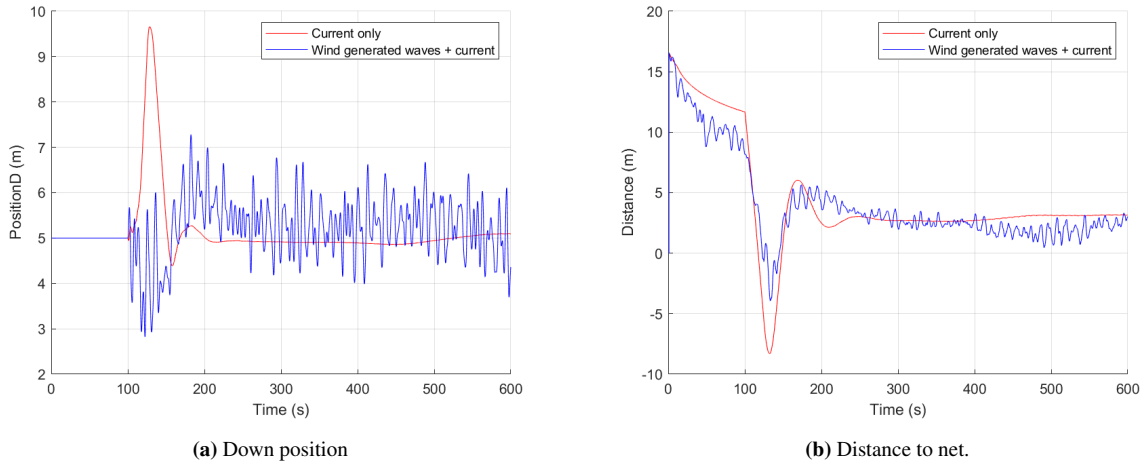 10
9
8
7
6
5
4
3
2
PositionD (m)
Current only
Wind generated waves + current
0 100 200 300 400 500 600
Time (s)
(a) Down position
20
15
10
5
0
-5
-10
Distance (m)
Current only
Wind generated waves + current
0 100 200 300 400 500 600
Time (s)
(b) Distance to net.